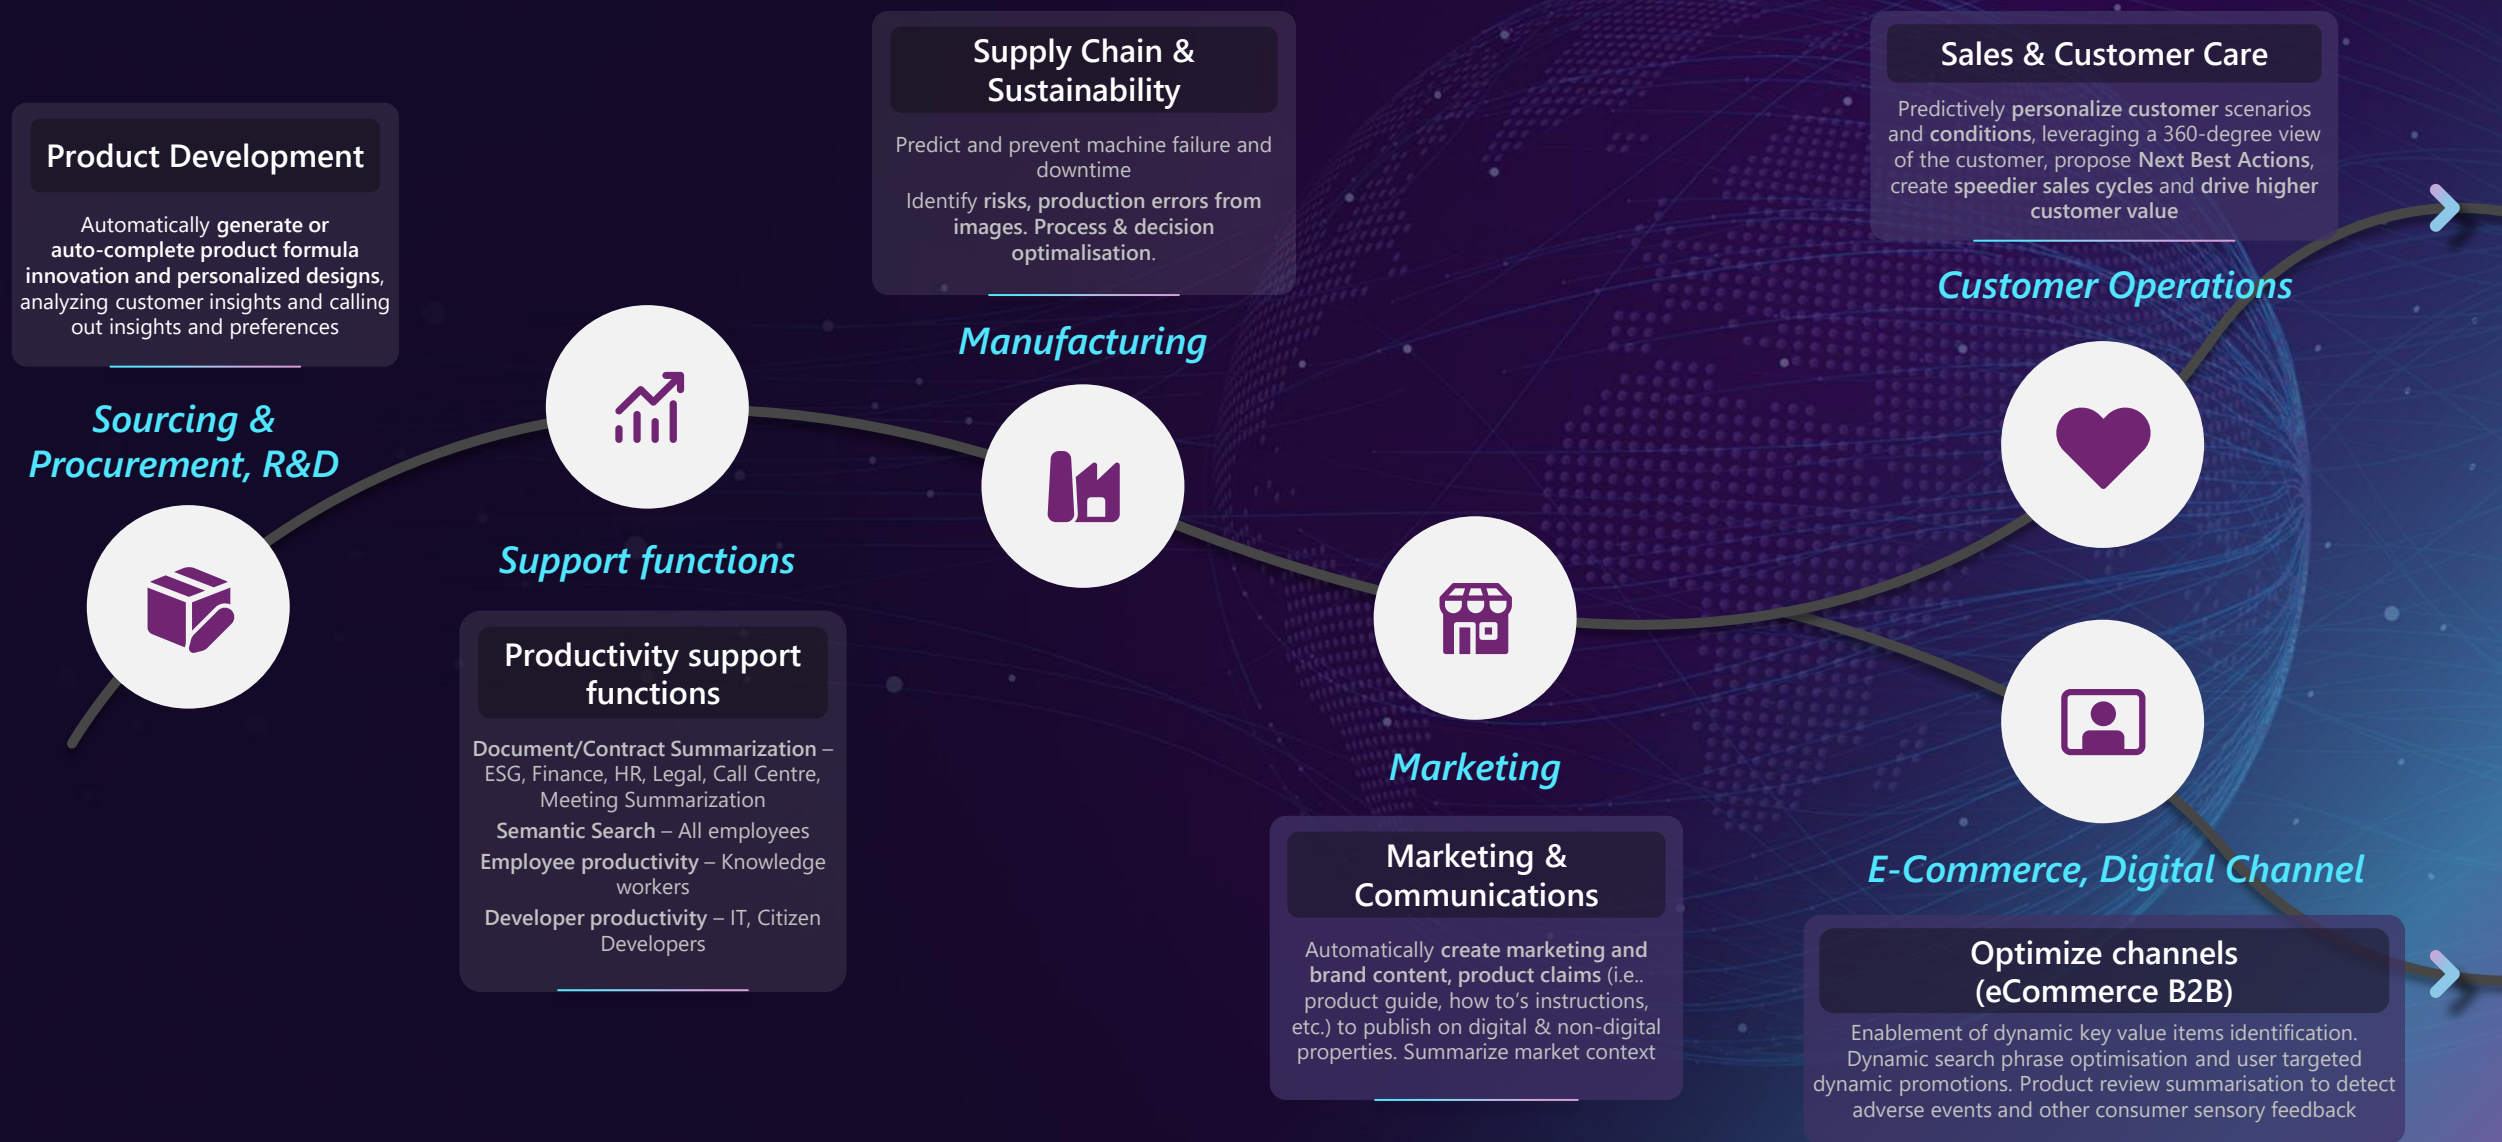 Product Development
Automatically generate or
auto-complete product formula
innovation and personalized designs,
analyzing customer insights and calling
out insights and preferences
Sourcing &
Procurement, R&D
Support functions
Productivity support
functions
Document/Contract Summarization –
ESG, Finance, HR, Legal, Call Centre,
Meeting Summarization
Semantic Search – All employees
Employee productivity – Knowledge
workers
Developer productivity – IT, Citizen
Developers
Supply Chain &
Sustainability
Predict and prevent machine failure and
downtime
Identify risks, production errors from
images. Process & decision
optimalisation.
Manufacturing
Marketing
Marketing &
Communications
Automatically create marketing and
brand content, product claims (i.e..
product guide, how to’s instructions,
etc.) to publish on digital & non-digital
properties. Summarize market context
Sales & Customer Care
Predictively personalize customer scenarios
and conditions, leveraging a 360-degree view
of the customer, propose Next Best Actions,
create speedier sales cycles and drive higher
customer value
Customer Operations
E-Commerce, Digital Channel
Optimize channels
(eCommerce B2B)
Enablement of dynamic key value items identification.
Dynamic search phrase optimisation and user targeted
dynamic promotions. Product review summarisation to detect
adverse events and other consumer sensory feedback